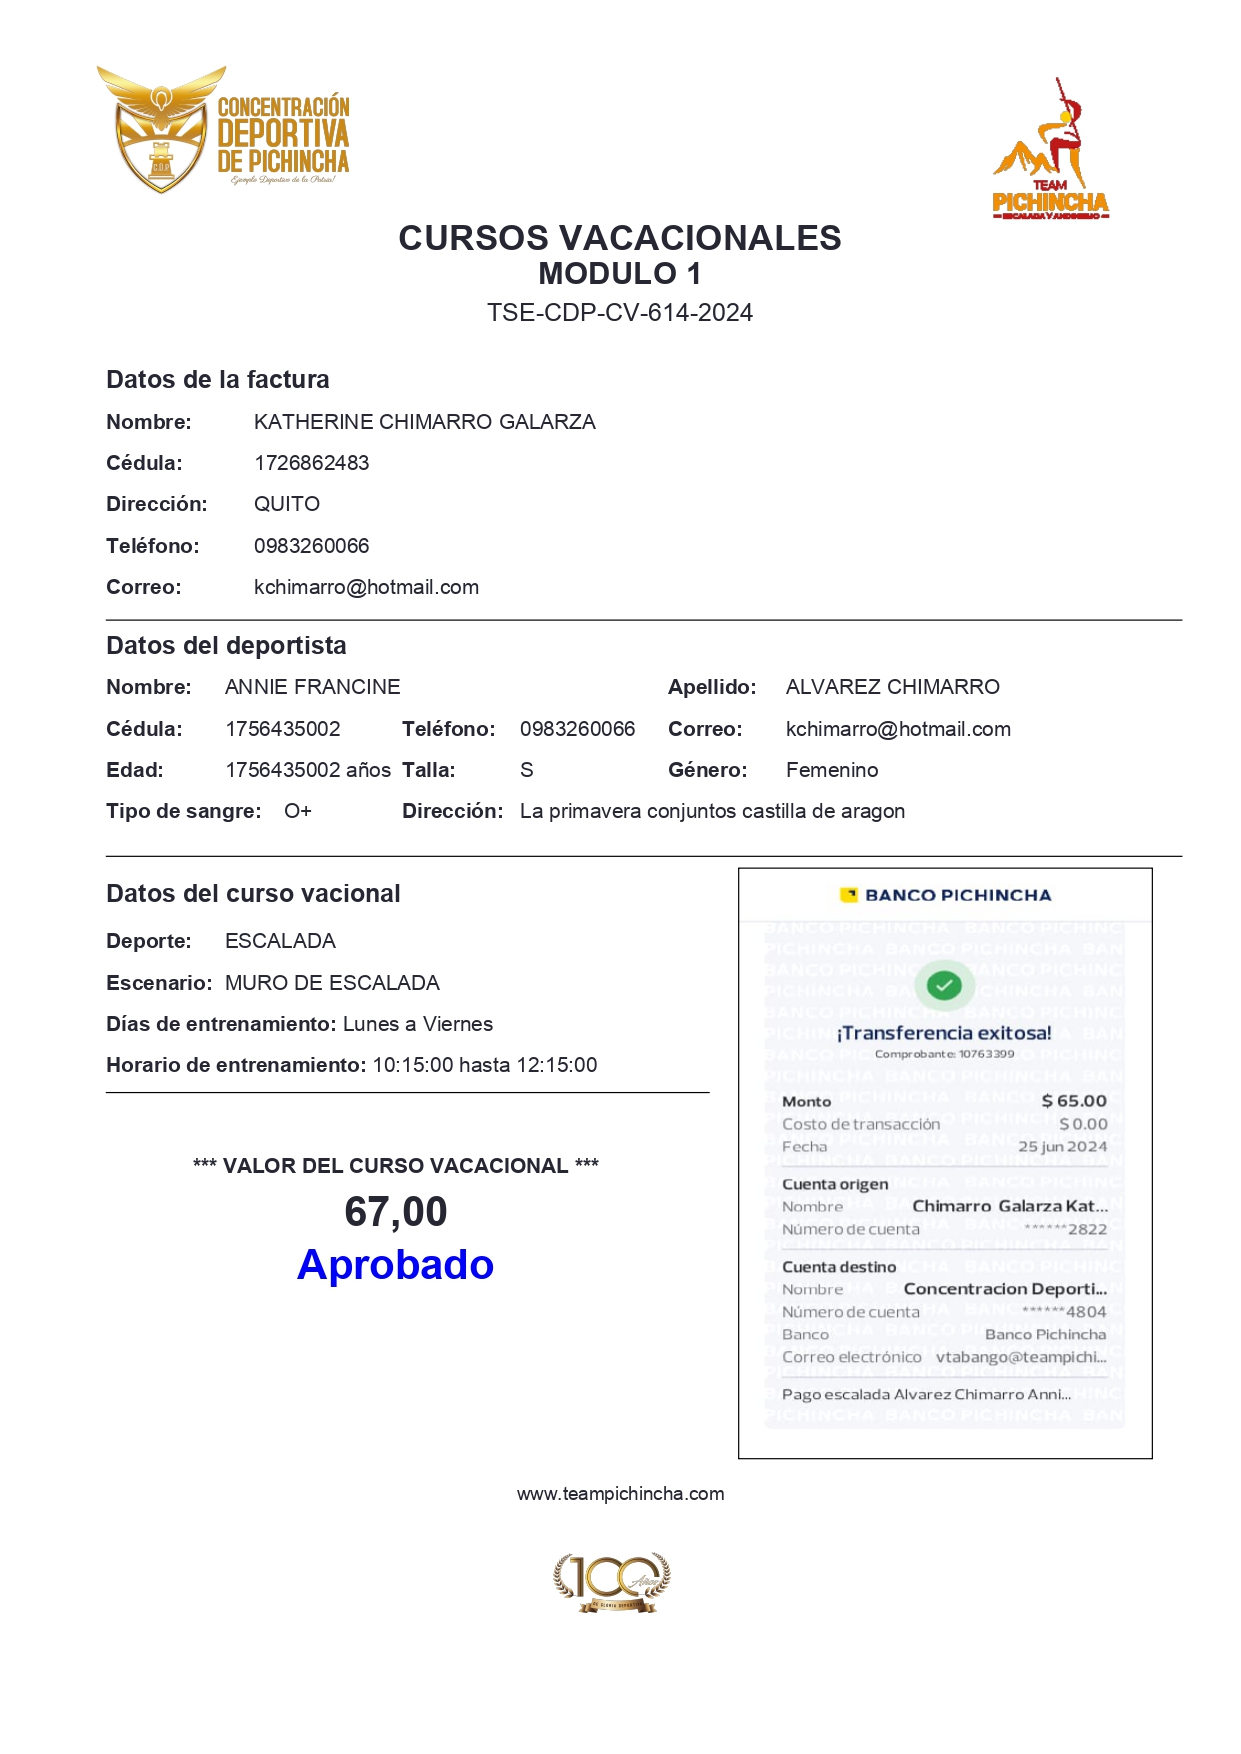 CONCENTRACIÓN
DEPORTIVA
DE PICHINCHA
Ejemplo Deportivo de la Patria!
C.D.P
TEAM
PICHINCHA
ESCALADA Y ANDINISMO
CURSOS VACACIONALES
MODULO 1
TSE-CDP-CV-614-2024
Datos de la factura
Nombre: KATHERINE CHIMARRO GALARZA
Cédula: 1726862483
Dirección: QUITO
Teléfono: 0983260066
Correo: kchimarro@hotmail.com
Datos del deportista
Nombre: ANNIE FRANCINE Apellido: ALVAREZ CHIMARRO
Cédula: 1756435002 Teléfono: 0983260066 Correo: kchimarro@hotmail.com
Edad: 1756435002 años Talla: S Género: Femenino
Tipo de sangre: O+ Dirección: La primavera conjuntos castilla de aragon
Datos del curso vacional
Deporte: ESCALADA
Escenario: MURO DE ESCALADA
Días de entrenamiento: Lunes a Viernes
Horario de entrenamiento: 10:15:00 hasta 12:15:00
*** VALOR DEL CURSO VACACIONAL ***
67,00
Aprobado
BANCO PICHINCHA
¡Transferencia exitosa!
Comprobante: 10763399
Monto $ 65.00
Costo de transacción $ 0.00
Fecha 25 jun 2024
Cuenta origen
Nombre Chimarro Galarza Kat...
Número de cuenta ******2822
Cuenta destino
Nombre Concentracion Deporti...
Número de cuenta ******4804
Banco Banco Pichincha
Correo electrónico vtabango@teampichi...
Pago escalada Alvarez Chimarro Anni...
www.teampichincha.com
100 Años
DE GLORIA DEPORTIVA